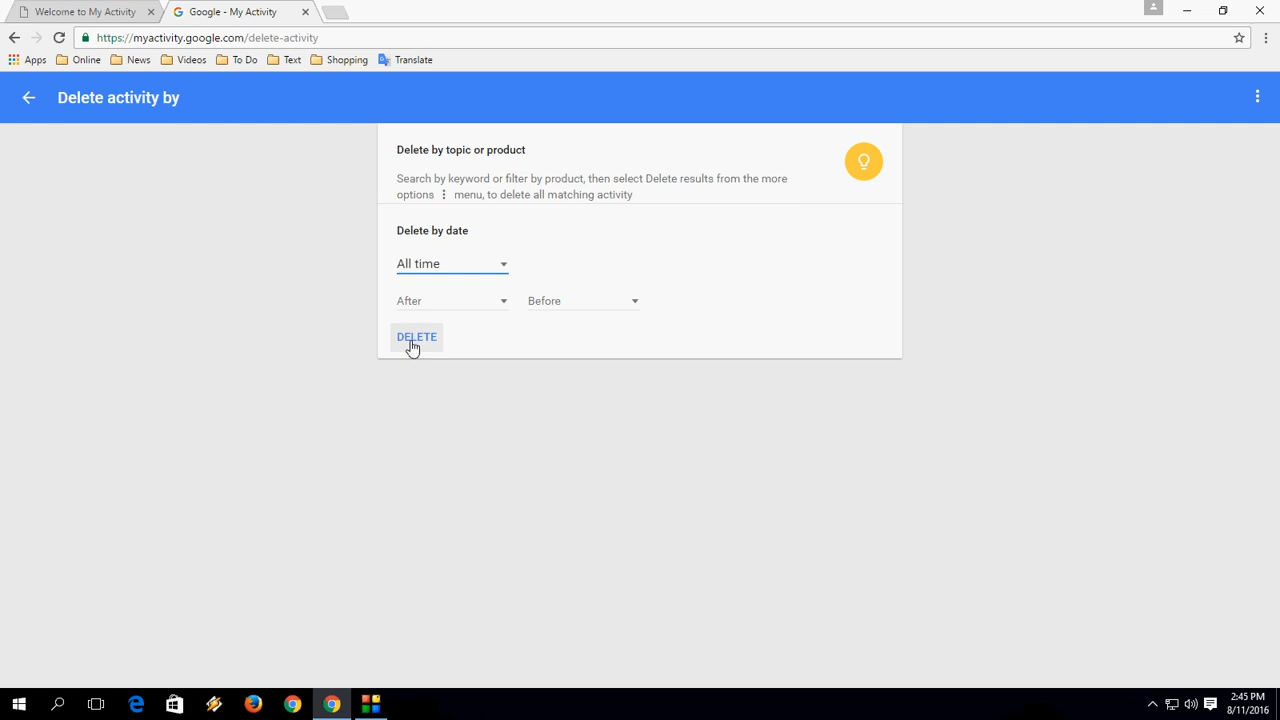 Welcome to My Activity
Google - My Activity
https://myactivity.google.com/delete-activity
Apps Online News Videos To Do Text Shopping Translate
Delete activity by
Delete by topic or product
Search by keyword or filter by product, then select Delete results from the more
options ⋮ menu, to delete all matching activity
Delete by date
All time
After Before
DELETE
2:45 PM
8/11/2016